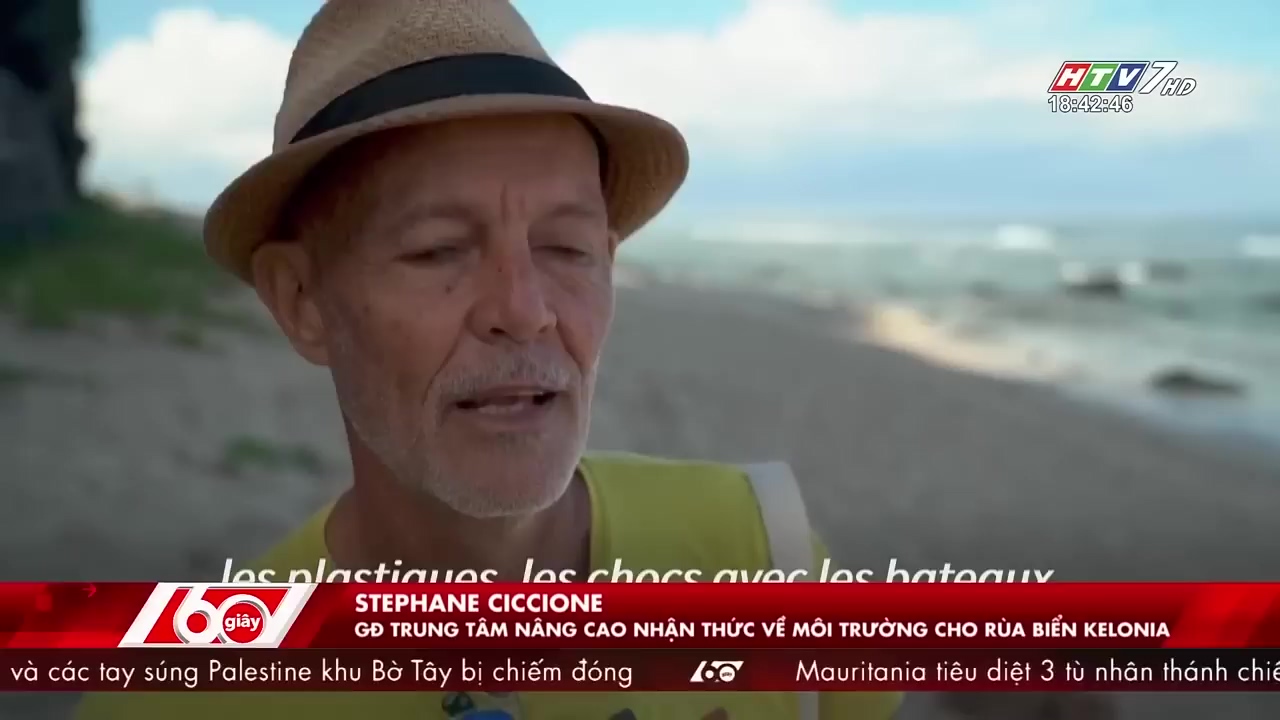 HTV7 HD
18:42:46
les plastiques, les chocs avec les bateaux
60 giây
STEPHANE CICCIONE
GĐ TRUNG TÂM NÂNG CAO NHẬN THỨC VỀ MÔI TRƯỜNG CHO RÙA BIỂN KELONIA
và các tay súng Palestine khu Bờ Tây bị chiếm đóng
60 giây
Mauritania tiêu diệt 3 tù nhân thánh